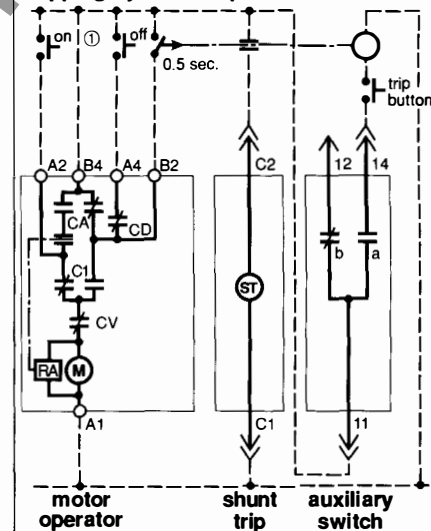 on
①
off
0.5 sec.
trip
button
A2
B4
A4
B2
C2
12
14
CA
CD
b
a
C1
ST
CV
RA
M
A1
C1
11
motor
operator
shunt
trip
auxiliary
switch